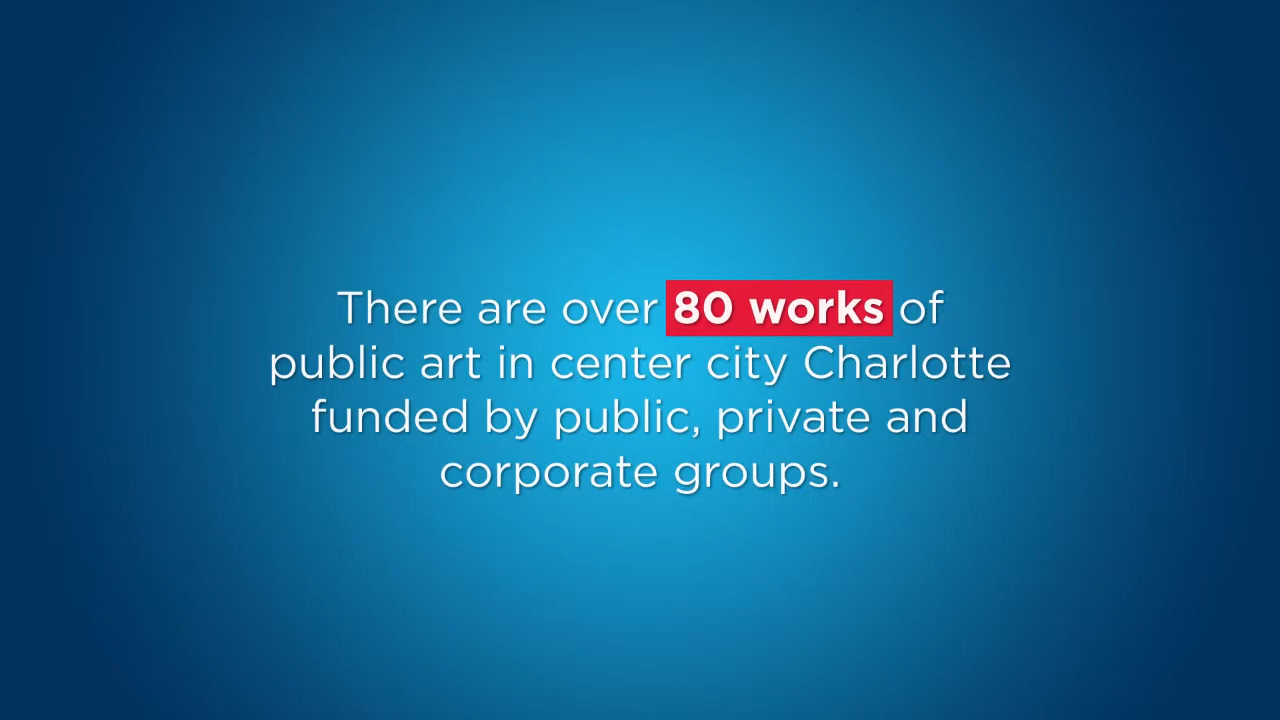 There are over 80 works of
public art in center city Charlotte
funded by public, private and
corporate groups.